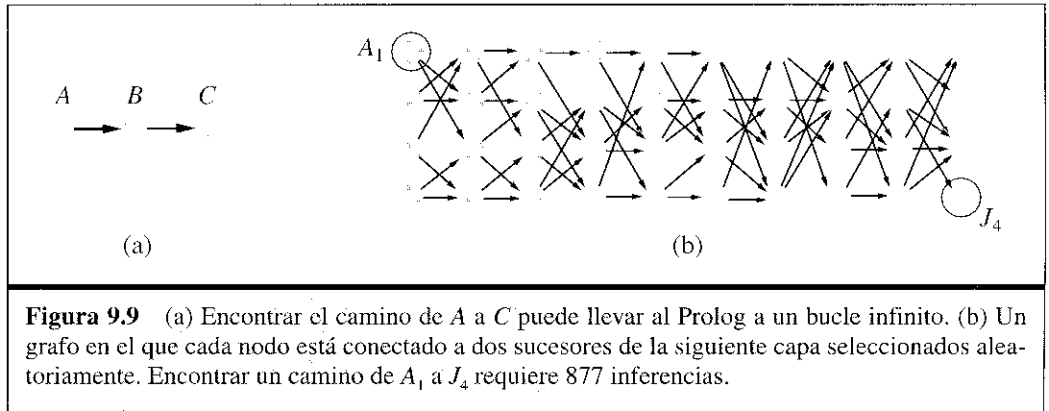 A₁
A B C
J₄
(a) (b)
Figura 9.9 (a) Encontrar el camino de A a C puede llevar al Prolog a un bucle infinito. (b) Un
grafo en el que cada nodo está conectado a dos sucesores de la siguiente capa seleccionados alea-
toriamente. Encontrar un camino de A₁ a J₄ requiere 877 inferencias.